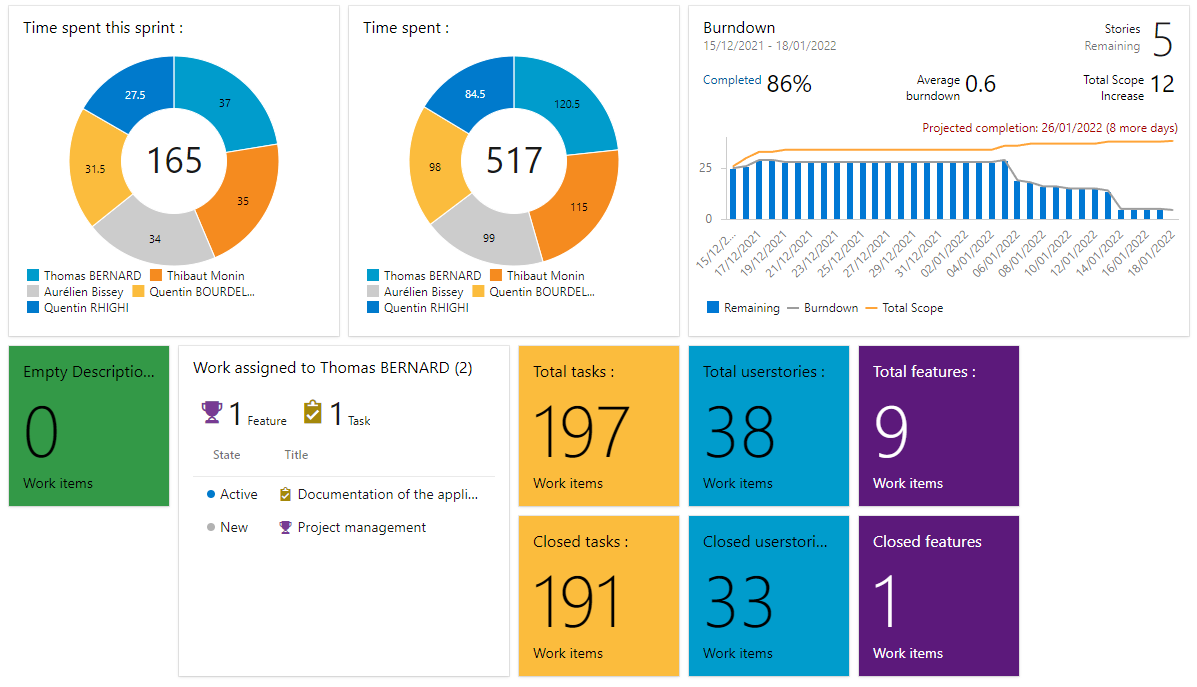 Time spent this sprint :
37
27.5
31.5
165
35
34
Thomas BERNARD Thibaut Monin
Aurélien Bissey Quentin BOURDEL...
Quentin RHIGHI
Time spent :
120.5
84.5
98
517
115
99
Thomas BERNARD Thibaut Monin
Aurélien Bissey Quentin BOURDEL...
Quentin RHIGHI
Burndown
15/12/2021 - 18/01/2022
Stories
Remaining 5
Completed 86%
Average
burndown 0.6
Total Scope
Increase 12
Projected completion: 26/01/2022 (8 more days)
25
0
15/12/2...
17/12/2021
19/12/2021
21/12/2021
23/12/2021
25/12/2021
27/12/2021
29/12/2021
31/12/2021
02/01/2022
04/01/2022
06/01/2022
08/01/2022
10/01/2022
12/01/2022
14/01/2022
16/01/2022
18/01/2022
Remaining Burndown Total Scope
Empty Descriptio...
0
Work items
Work assigned to Thomas BERNARD (2)
1 Feature 1 Task
State Title
Active Documentation of the appli...
New Project management
Total tasks :
197
Work items
Total userstories :
38
Work items
Total features :
9
Work items
Closed tasks :
191
Work items
Closed userstori...
33
Work items
Closed features
1
Work items